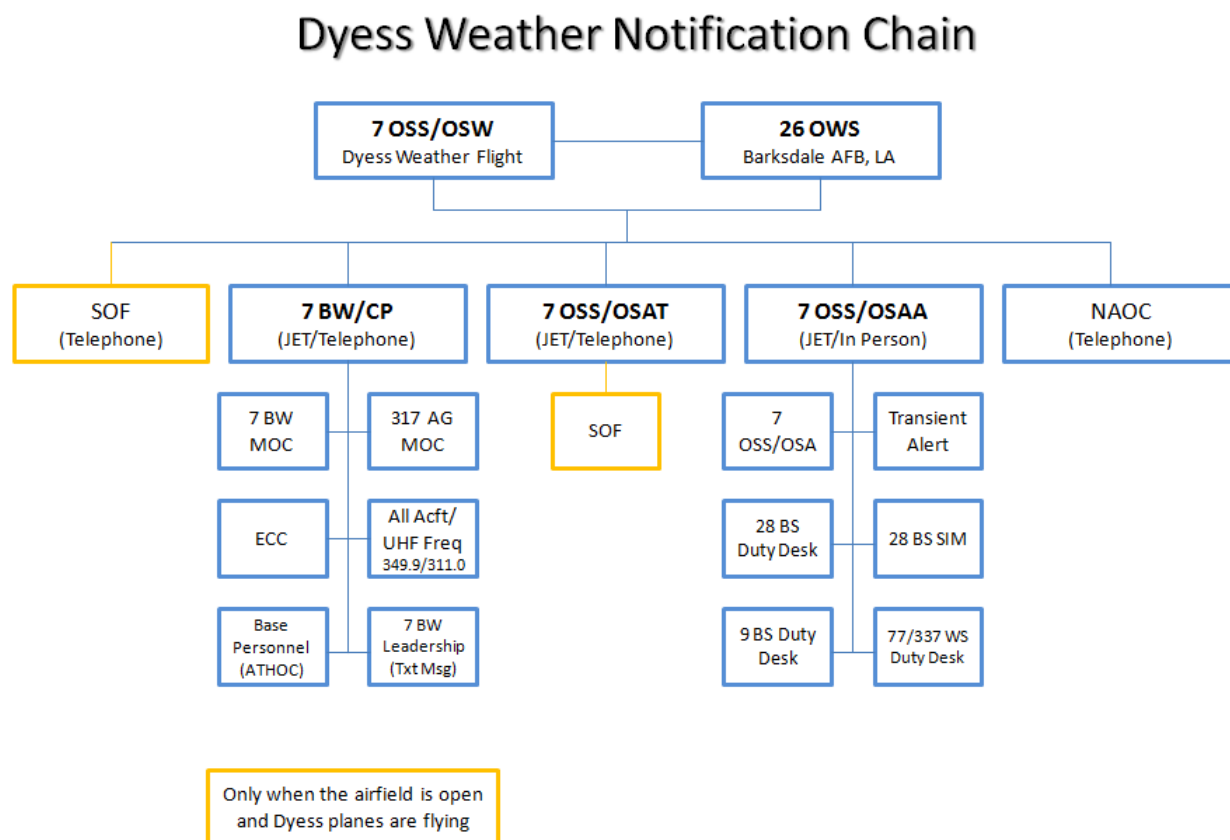 Dyess Weather Notification Chain
7 OSS/OSW
Dyess Weather Flight
26 OWS
Barksdale AFB, LA
SOF
(Telephone)
7 BW/CP
(JET/Telephone)
7 OSS/OSAT
(JET/Telephone)
7 OSS/OSAA
(JET/In Person)
NAOC
(Telephone)
7 BW
MOC
317 AG
MOC
SOF
7
OSS/OSA
Transient
Alert
ECC
All Acft/
UHF Freq
349.9/311.0
28 BS
Duty Desk
28 BS SIM
Base
Personnel
(ATHOC)
7 BW
Leadership
(Txt Msg)
9 BS Duty
Desk
77/337 WS
Duty Desk
Only when the airfield is open
and Dyess planes are flying